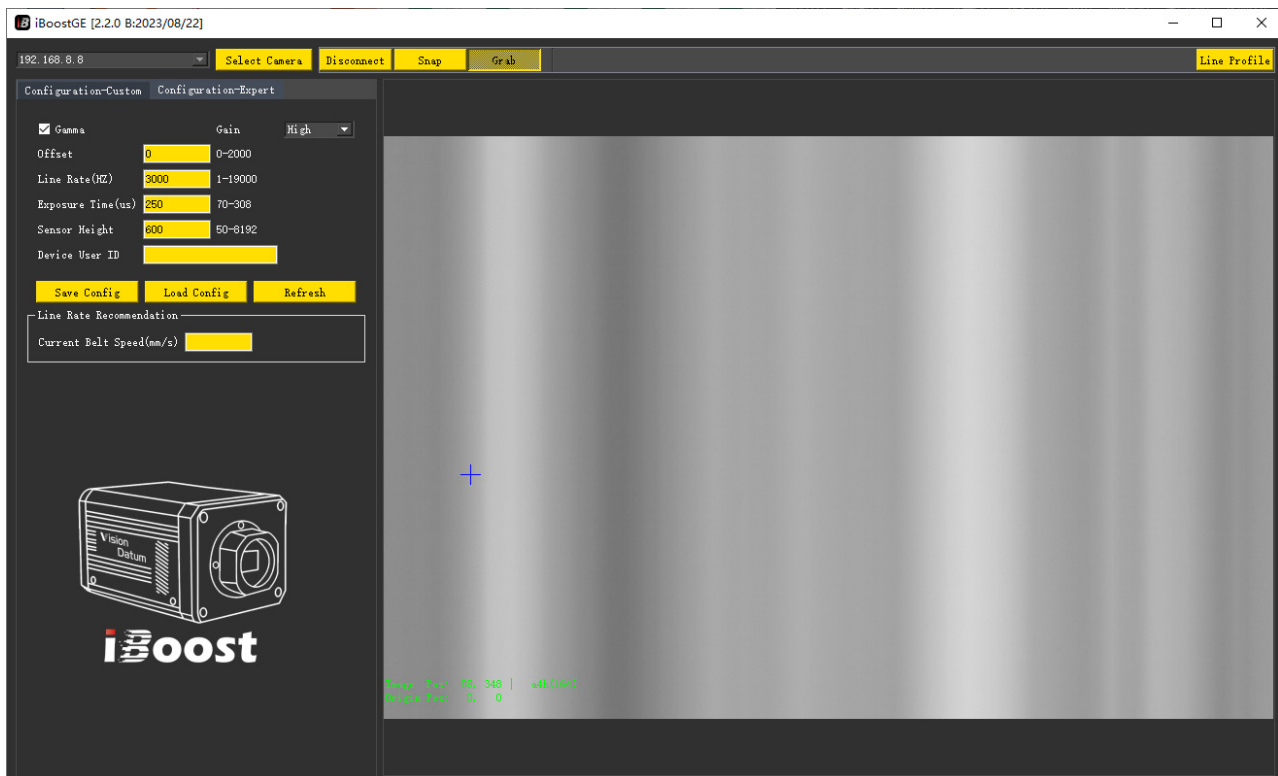 iBoostGE [2.2.0 B:2023/08/22]
192.168.8.8 Select Camera Disconnect Snap Grab Line Profile
Configuration-Custom Configuration-Expert
Gamma Gain High
Offset 0 0-2000
Line Rate(HZ) 3000 1-19000
Exposure Time(us) 250 70-308
Sensor Height 600 50-8192
Device User ID
Save Config Load Config Refresh
Line Rate Recommendation
Current Belt Speed(mm/s)
Vision
Datum
iBoost
348 |
0, 0